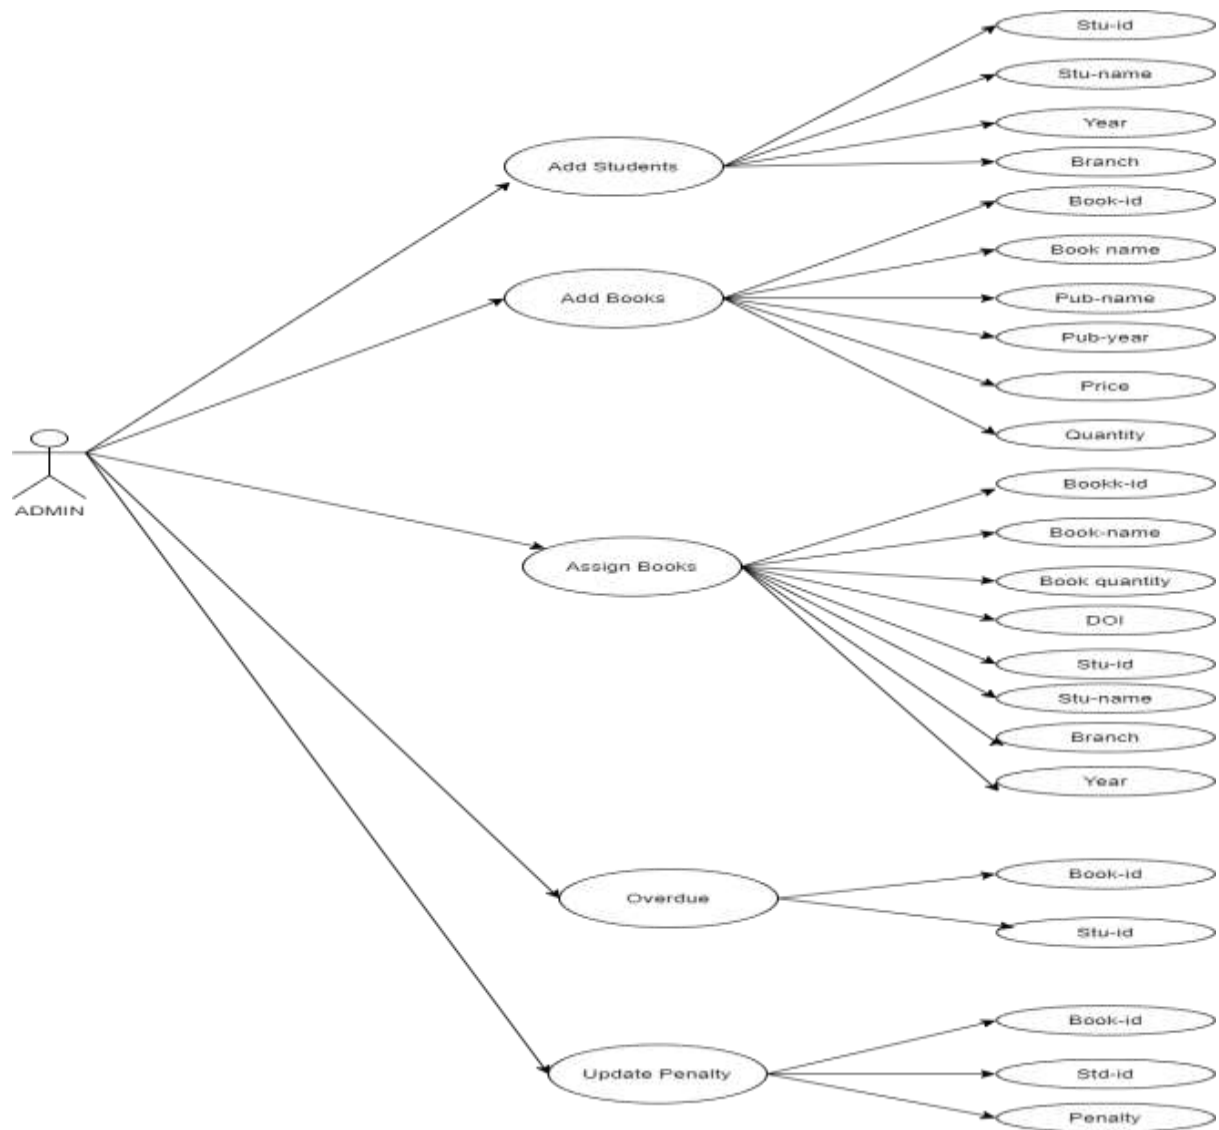 Stu-id
Stu-name
Year
Add Students
Branch
Book-id
Book name
Add Books
Pub-name
Pub-year
Price
Quantity
Bookk-id
ADMIN
Book-name
Assign Books
Book quantity
DOI
Stu-id
Stu-name
Branch
Year
Book-id
Overdue
Stu-id
Book-id
Update Penalty
Std-id
Penalty